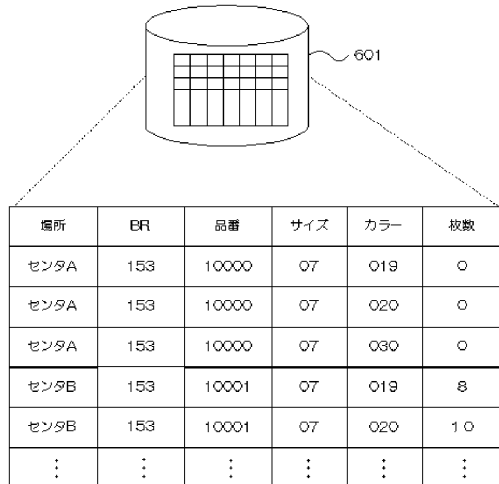 601
場所 BR 品番 サイズ カラー 枚数
センタA 153 10000 07 019 0
センタA 153 10000 07 020 0
センタA 153 10000 07 030 0
センタB 153 10001 07 019 8
センタB 153 10001 07 020 10
⋮ ⋮ ⋮ ⋮ ⋮ ⋮